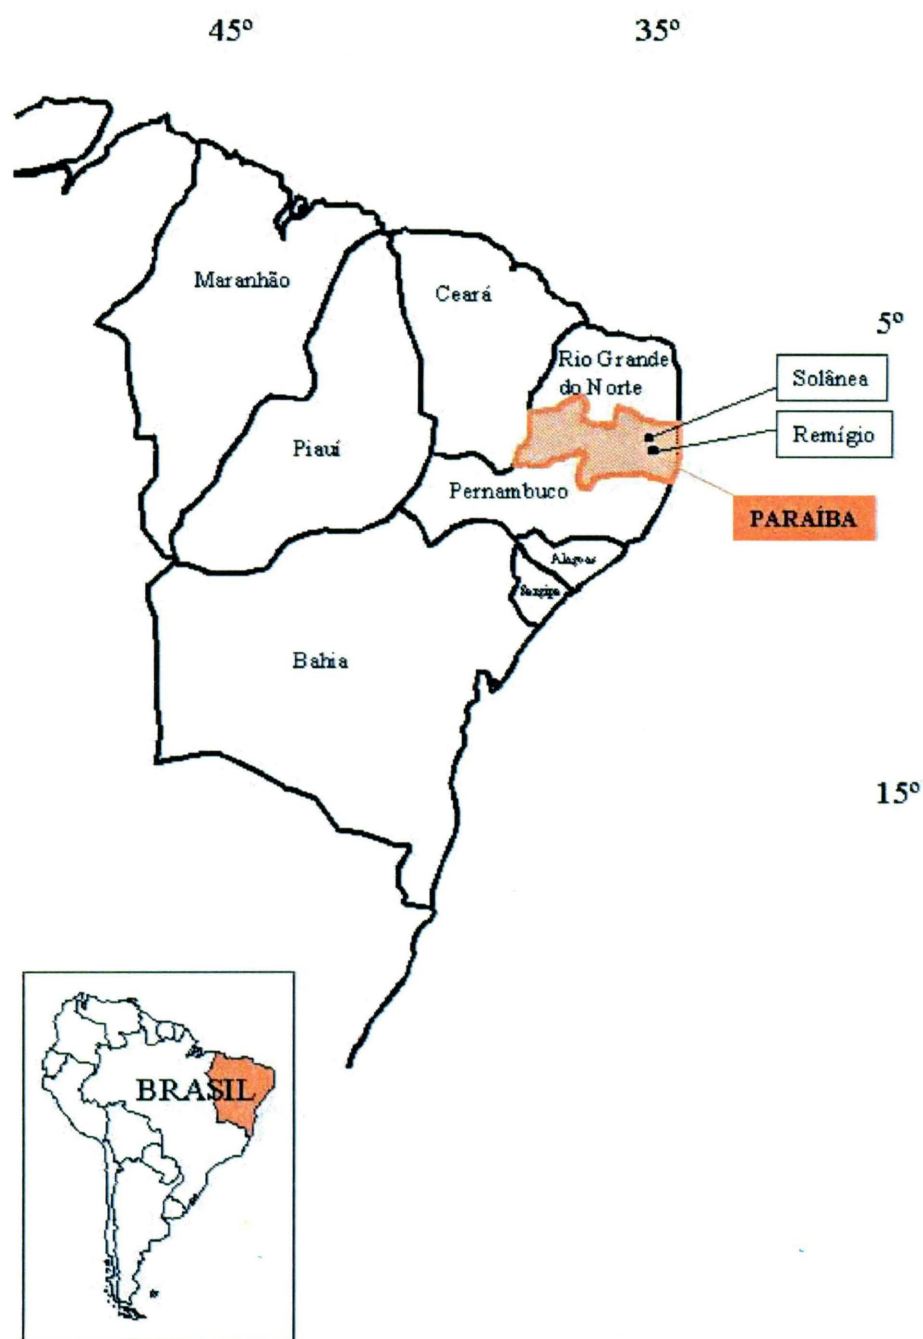 45º
35º
Maranhão
Ceará
5º
Rio Grande
do Norte
Solânea
Remígio
Piauí
Pernambuco
PARAÍBA
Alagoas
Sergipe
Bahia
15º
BRASIL